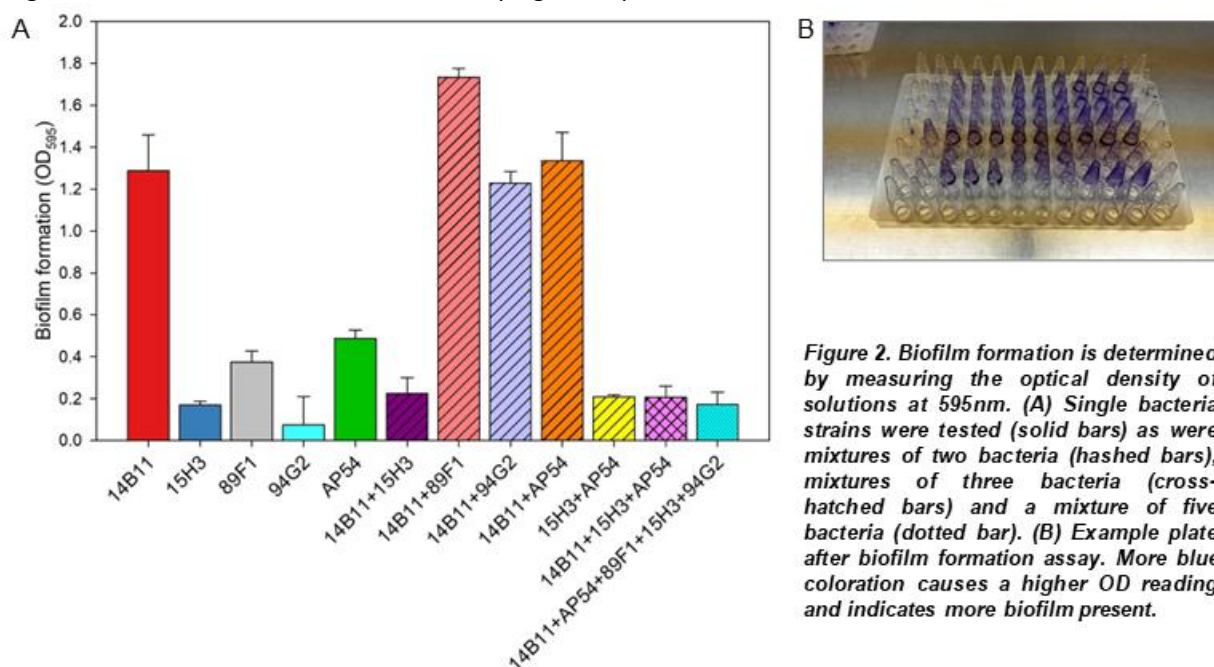 A
B
2.0
1.8
1.6
1.4
1.2
1.0
0.8
0.6
0.4
0.2
0.0
Biofilm formation (OD595)
14B11
15H3
89F1
94G2
AP54
14B11+15H3
14B11+89F1
14B11+94G2
14B11+AP54
15H3+AP54
14B11+15H3+AP54
14B11+AP54+89F1+15H3+94G2
Figure 2. Biofilm formation is determined
by measuring the optical density of
solutions at 595nm. (A) Single bacteria
strains were tested (solid bars) as were
mixtures of two bacteria (hashed bars),
mixtures of three bacteria (cross-
hatched bars) and a mixture of five
bacteria (dotted bar). (B) Example plate
after biofilm formation assay. More blue
coloration causes a higher OD reading
and indicates more biofilm present.